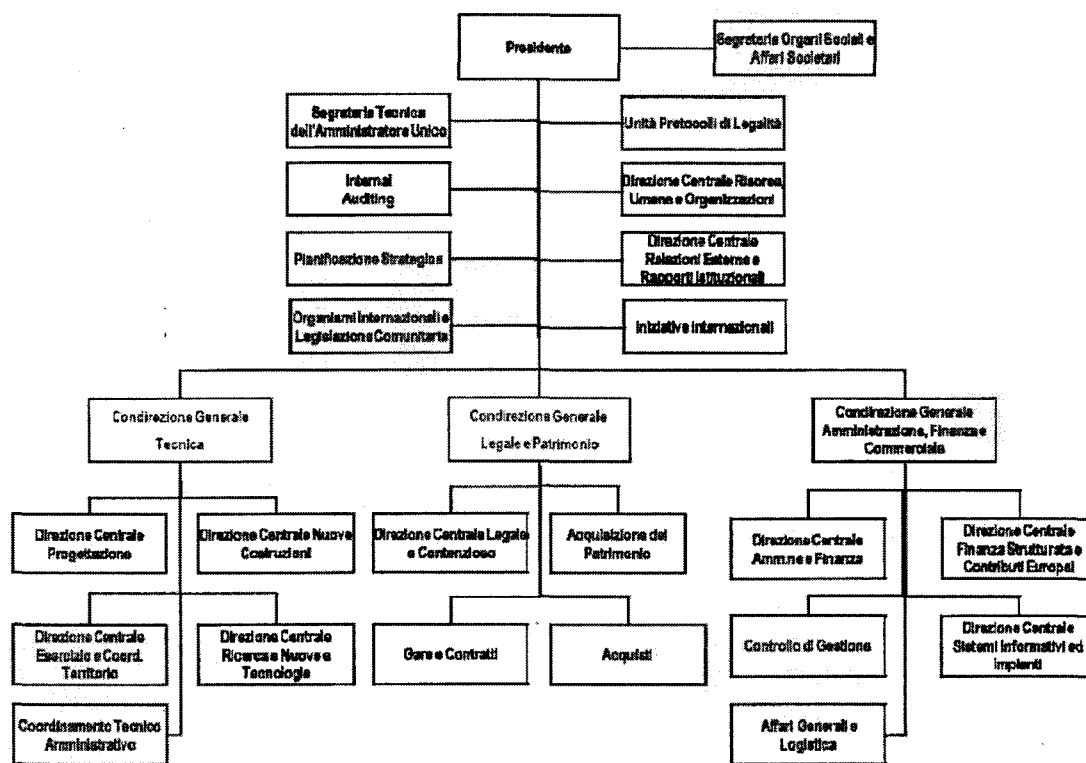 Presidente
Segreteria Organi Sociali e
Affari Societari
Segreteria Tecnica
dell'Amministratore Unico
Unità Protocolli di Legalità
Internal
Auditing
Direzione Centrale Risorse
Umane e Organizzazioni
Pianificazione Strategica
Direzione Centrale
Relazioni Esterne e
Rapporti Istituzionali
Organismi Internazionali e
Legislazione Comunitaria
Iniziative Internazionali
Condirezione Generale
Tecnica
Condirezione Generale
Legale e Patrimonio
Condirezione Generale
Amministrazione, Finanza e
Commerciale
Direzione Centrale
Progettazione
Direzione Centrale Nuove
Costruzioni
Direzione Centrale Legale
e Contenzioso
Acquisizione del
Patrimonio
Direzione Centrale
Amm.ne e Finanza
Direzione Centrale
Finanza Strutturata e
Contributi Europei
Direzione Centrale
Esercizio e Coord.
Territorio
Direzione Centrale
Ricerca e Nuove e
Tecnologie
Gare e Contratti
Acquisti
Controllo di Gestione
Direzione Centrale
Sistemi Informativi ed
Impianti
Coordinamento Tecnico
Amministrativo
Affari Generali e
Logistica